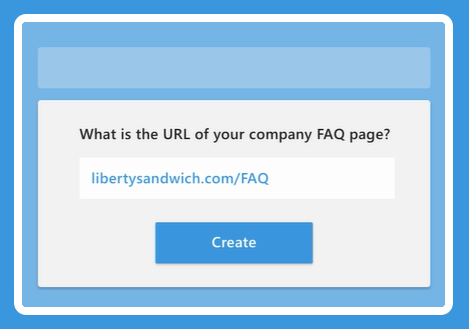 What is the URL of your company FAQ page?
libertysandwich.com/FAQ
Create